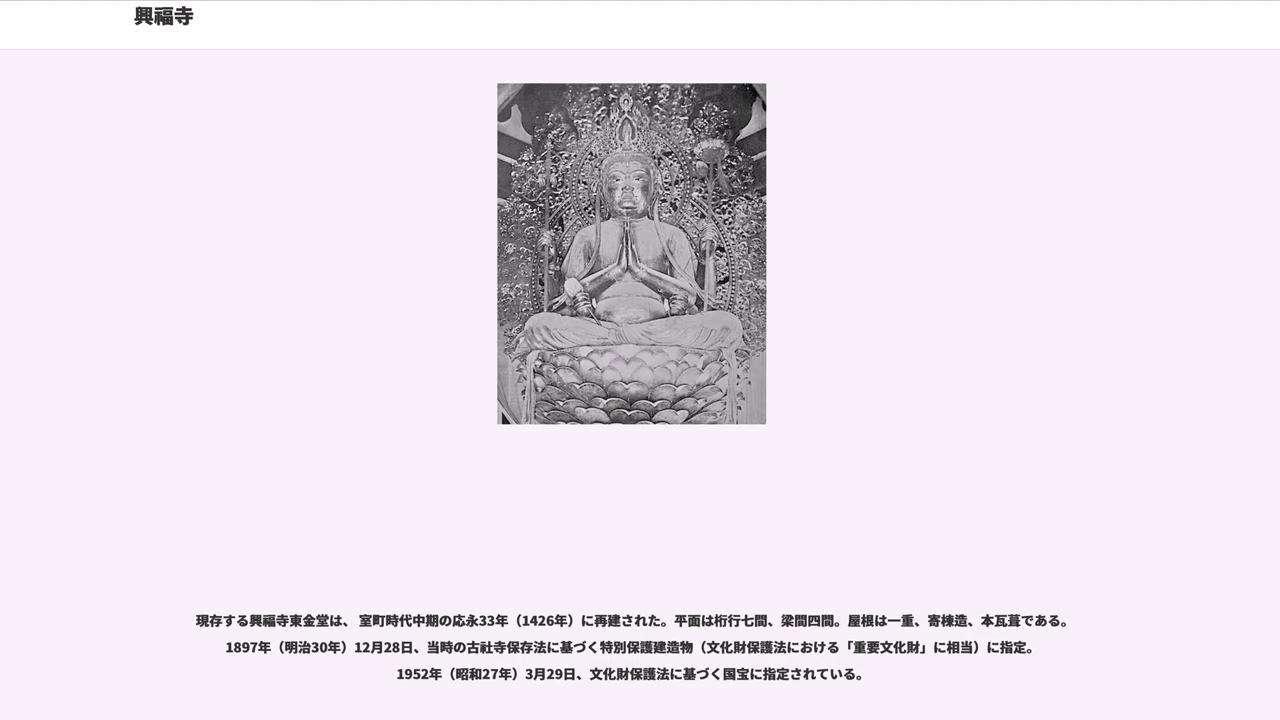 興福寺
現存する興福寺東金堂は、 室町時代中期の応永33年（1426年）に再建された。平面は桁行七間、梁間四間。屋根は一重、寄棟造、本瓦葺である。
1897年（明治30年）12月28日、当時の古社寺保存法に基づく特別保護建造物（文化財保護法における「重要文化財」に相当）に指定。
1952年（昭和27年）3月29日、文化財保護法に基づく国宝に指定されている。